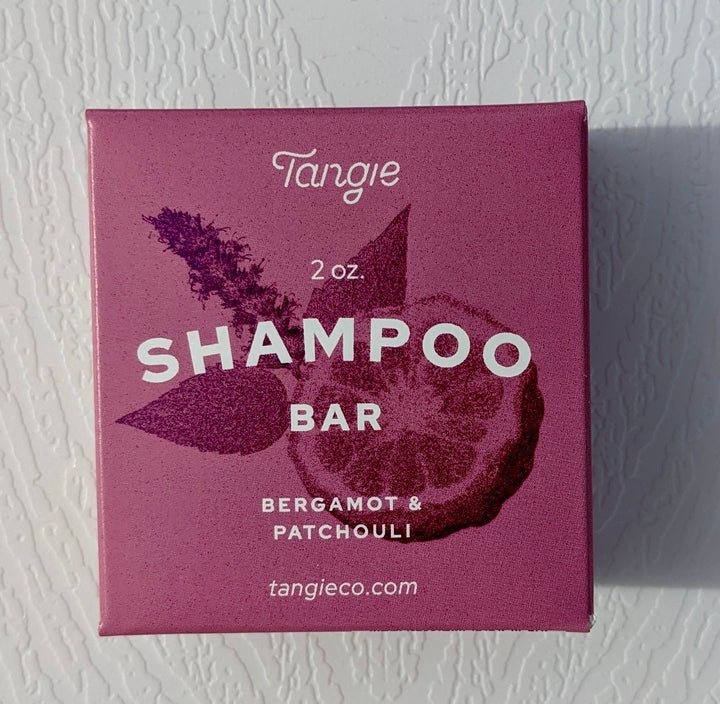 Tangie
2 oz.
SHAMPOO
BAR
BERGAMOT &
PATCHOULI
tangieco.com